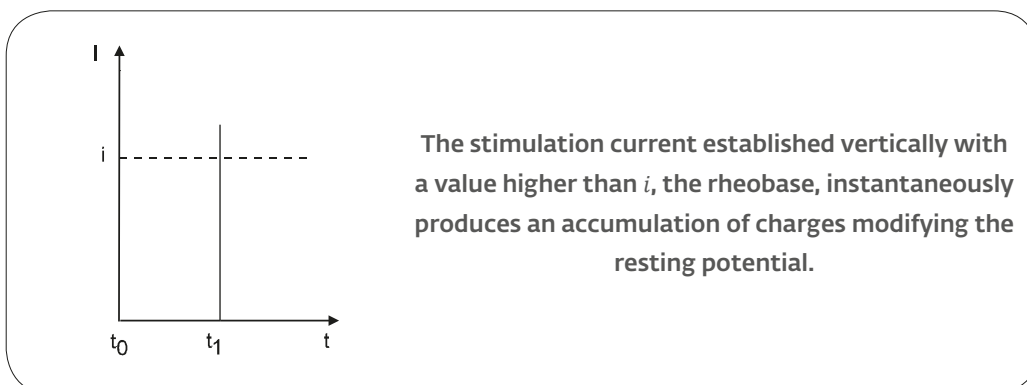 I
i
t0 t1 t
The stimulation current established vertically with
a value higher than i, the rheobase, instantaneously
produces an accumulation of charges modifying the
resting potential.